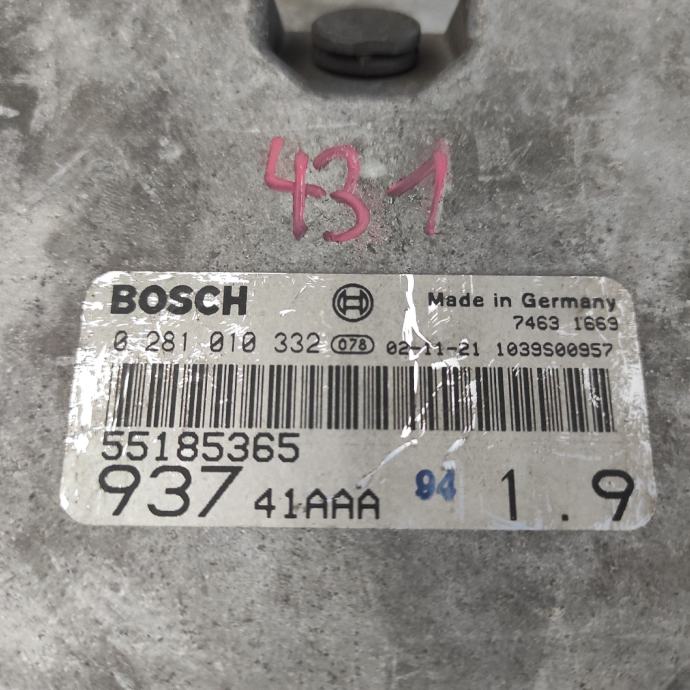 431
BOSCH Made in Germany
7463 1669
0 281 010 332 078 02-11-21 1039S00957
55185365
937 41AAA 94 1.9